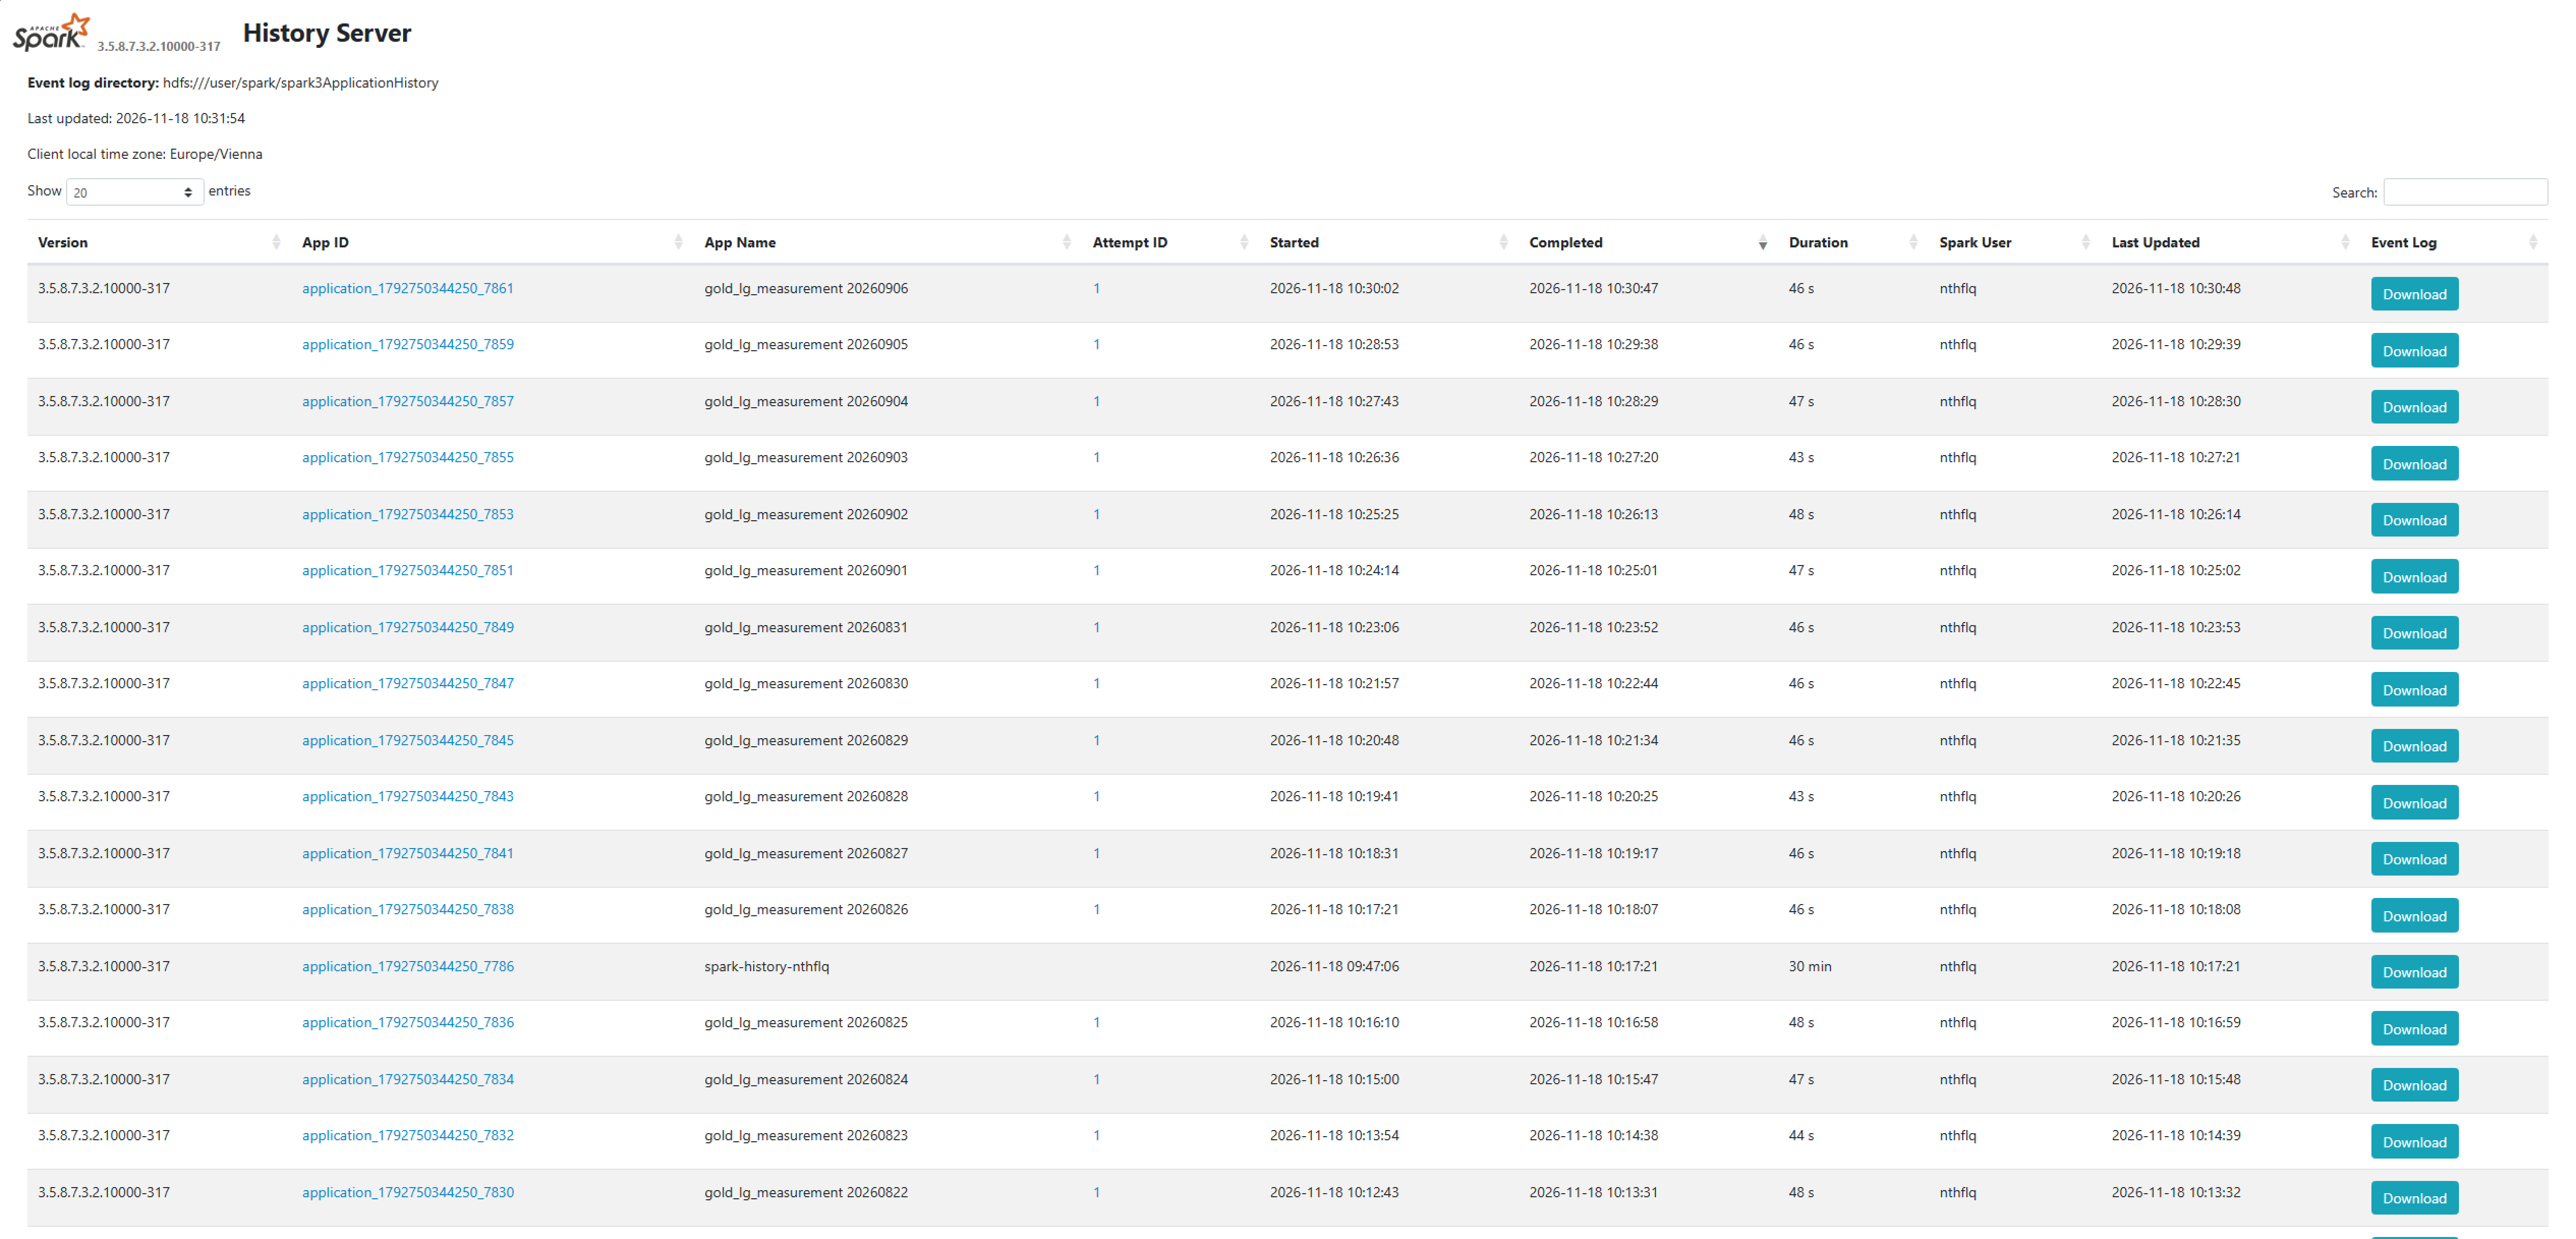 APACHE
Spark 3.5.8.7.3.2.10000-317 History Server
Event log directory: hdfs:///user/spark/spark3ApplicationHistory
Last updated: 2026-11-18 10:31:54
Client local time zone: Europe/Vienna
Show 20 entries Search:
Version App ID App Name Attempt ID Started Completed Duration Spark User Last Updated Event Log
3.5.8.7.3.2.10000-317 application_1792750344250_7861 gold_lg_measurement 20260906 1 2026-11-18 10:30:02 2026-11-18 10:30:47 46 s nthflq 2026-11-18 10:30:48 Download
3.5.8.7.3.2.10000-317 application_1792750344250_7859 gold_lg_measurement 20260905 1 2026-11-18 10:28:53 2026-11-18 10:29:38 46 s nthflq 2026-11-18 10:29:39 Download
3.5.8.7.3.2.10000-317 application_1792750344250_7857 gold_lg_measurement 20260904 1 2026-11-18 10:27:43 2026-11-18 10:28:29 47 s nthflq 2026-11-18 10:28:30 Download
3.5.8.7.3.2.10000-317 application_1792750344250_7855 gold_lg_measurement 20260903 1 2026-11-18 10:26:36 2026-11-18 10:27:20 43 s nthflq 2026-11-18 10:27:21 Download
3.5.8.7.3.2.10000-317 application_1792750344250_7853 gold_lg_measurement 20260902 1 2026-11-18 10:25:25 2026-11-18 10:26:13 48 s nthflq 2026-11-18 10:26:14 Download
3.5.8.7.3.2.10000-317 application_1792750344250_7851 gold_lg_measurement 20260901 1 2026-11-18 10:24:14 2026-11-18 10:25:01 47 s nthflq 2026-11-18 10:25:02 Download
3.5.8.7.3.2.10000-317 application_1792750344250_7849 gold_lg_measurement 20260831 1 2026-11-18 10:23:06 2026-11-18 10:23:52 46 s nthflq 2026-11-18 10:23:53 Download
3.5.8.7.3.2.10000-317 application_1792750344250_7847 gold_lg_measurement 20260830 1 2026-11-18 10:21:57 2026-11-18 10:22:44 46 s nthflq 2026-11-18 10:22:45 Download
3.5.8.7.3.2.10000-317 application_1792750344250_7845 gold_lg_measurement 20260829 1 2026-11-18 10:20:48 2026-11-18 10:21:34 46 s nthflq 2026-11-18 10:21:35 Download
3.5.8.7.3.2.10000-317 application_1792750344250_7843 gold_lg_measurement 20260828 1 2026-11-18 10:19:41 2026-11-18 10:20:25 43 s nthflq 2026-11-18 10:20:26 Download
3.5.8.7.3.2.10000-317 application_1792750344250_7841 gold_lg_measurement 20260827 1 2026-11-18 10:18:31 2026-11-18 10:19:17 46 s nthflq 2026-11-18 10:19:18 Download
3.5.8.7.3.2.10000-317 application_1792750344250_7838 gold_lg_measurement 20260826 1 2026-11-18 10:17:21 2026-11-18 10:18:07 46 s nthflq 2026-11-18 10:18:08 Download
3.5.8.7.3.2.10000-317 application_1792750344250_7786 spark-history-nthflq 2026-11-18 09:47:06 2026-11-18 10:17:21 30 min nthflq 2026-11-18 10:17:21 Download
3.5.8.7.3.2.10000-317 application_1792750344250_7836 gold_lg_measurement 20260825 1 2026-11-18 10:16:10 2026-11-18 10:16:58 48 s nthflq 2026-11-18 10:16:59 Download
3.5.8.7.3.2.10000-317 application_1792750344250_7834 gold_lg_measurement 20260824 1 2026-11-18 10:15:00 2026-11-18 10:15:47 47 s nthflq 2026-11-18 10:15:48 Download
3.5.8.7.3.2.10000-317 application_1792750344250_7832 gold_lg_measurement 20260823 1 2026-11-18 10:13:54 2026-11-18 10:14:38 44 s nthflq 2026-11-18 10:14:39 Download
3.5.8.7.3.2.10000-317 application_1792750344250_7830 gold_lg_measurement 20260822 1 2026-11-18 10:12:43 2026-11-18 10:13:31 48 s nthflq 2026-11-18 10:13:32 Download